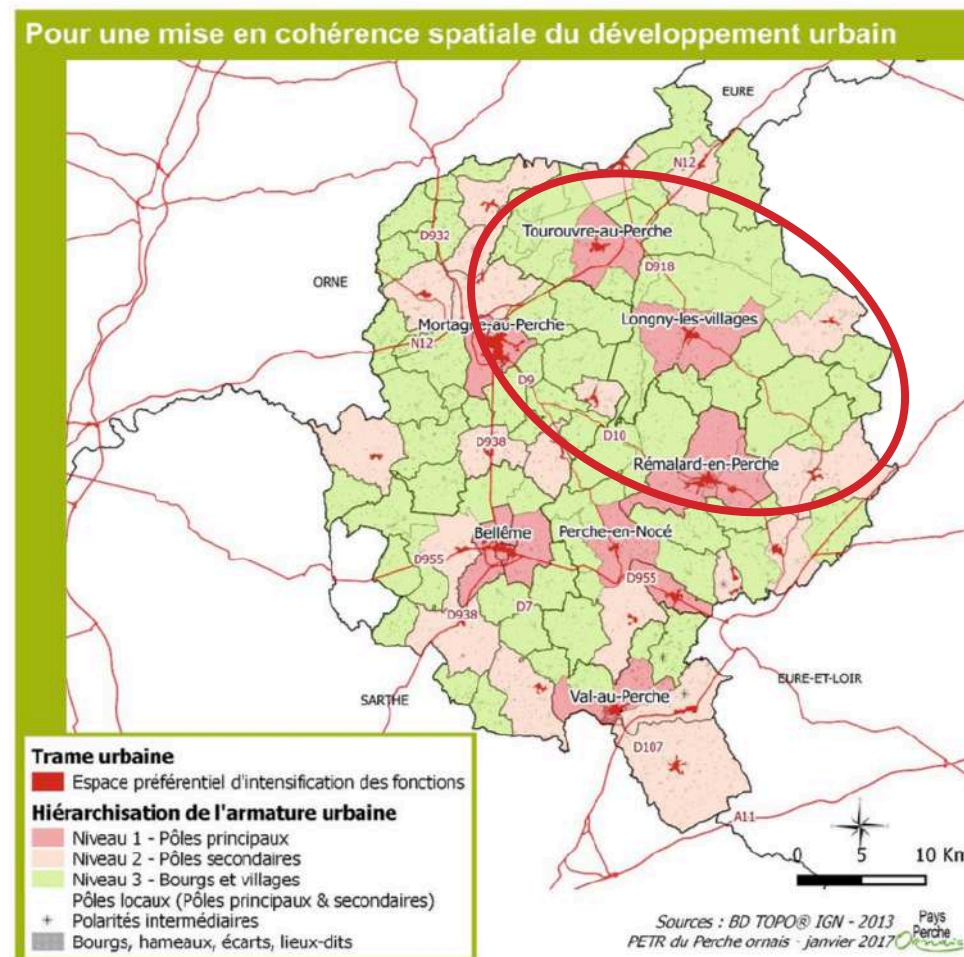 Pour une mise en cohérence spatiale du développement urbain
EURE
N12
Tourouvre-au-Perche
D932
D918
ORNE
Mortagne-au-Perche
Longny-les-villages
N12
D9
D10
D938
Rémalard-en-Perche
Bellême
Perche-en-Nocé
D955
D955
D938
D7
EURE-ET-LOIR
SARTHE
Val-au-Perche
D107
A11
0 5 10 Km
Trame urbaine
Espace préférentiel d'intensification des fonctions
Hiérarchisation de l'armature urbaine
Niveau 1 - Pôles principaux
Niveau 2 - Pôles secondaires
Niveau 3 - Bourgs et villages
Pôles locaux (Pôles principaux & secondaires)
Polarités intermédiaires
Bourgs, hameaux, écarts, lieux-dits
Sources : BD TOPO® IGN - 2013
PETR du Perche ornais - janvier 2017
Pays
Perche
Ornais